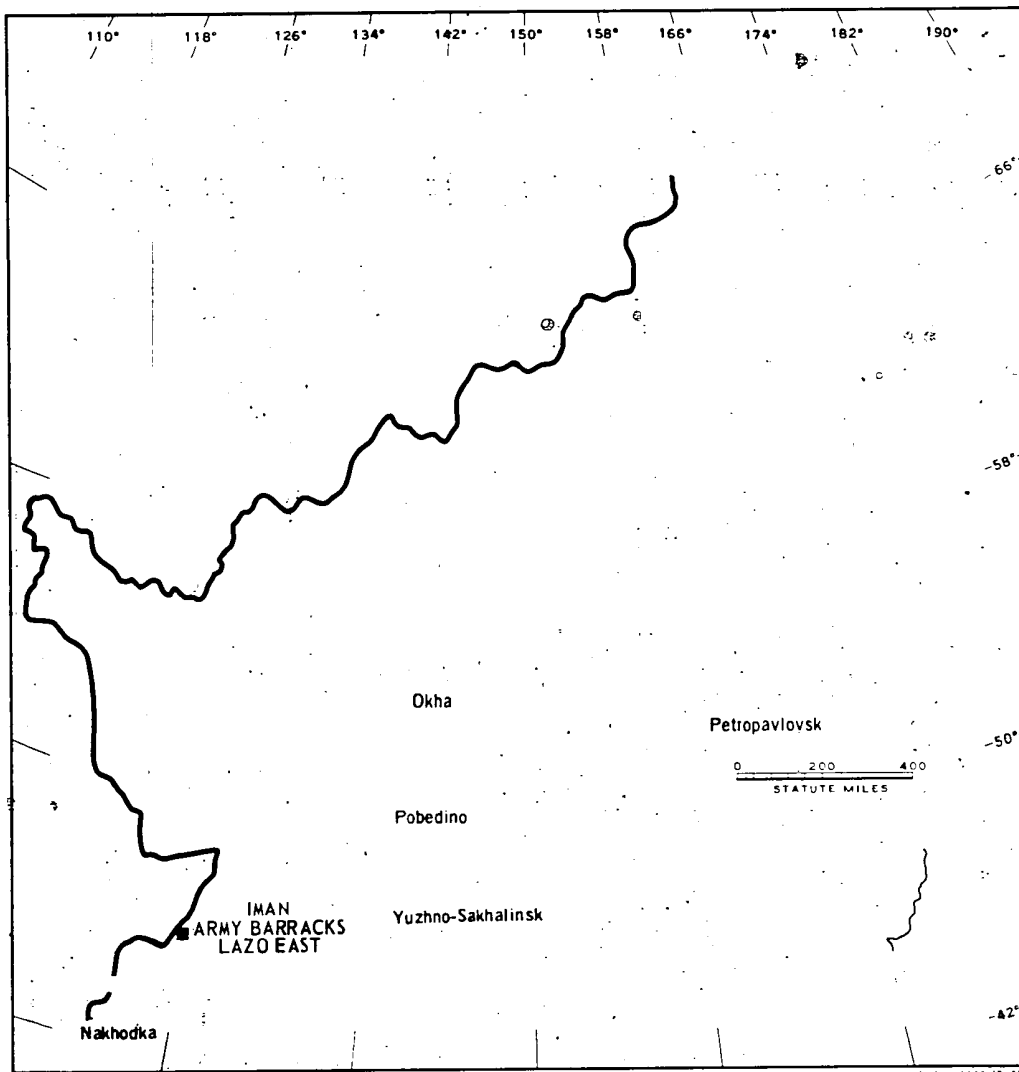 110° 118° 126° 134° 142° 150° 158° 166° 174° 182° 190°
66°
58°
Okha
Petropavlovsk
50°
0 200 400
STATUTE MILES
Pobedino
IMAN
ARMY BARRACKS
LAZO EAST
Yuzhno-Sakhalinsk
42°
Nakhodka